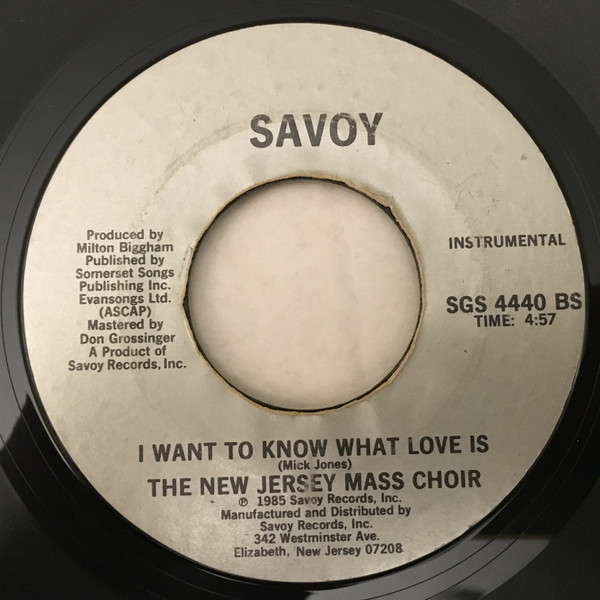 SAVOY
Produced by
Milton Biggham
Published by
Somerset Songs
Publishing Inc.
Evansongs Ltd.
(ASCAP)
Mastered by
Don Grossinger
A Product of
Savoy Records, Inc.
INSTRUMENTAL
SGS 4440 BS
TIME: 4:57
I WANT TO KNOW WHAT LOVE IS
(Mick Jones)
THE NEW JERSEY MASS CHOIR
℗ 1985 Savoy Records, Inc.
Manufactured and Distributed by
Savoy Records, Inc.
342 Westminster Ave.
Elizabeth, New Jersey 07208